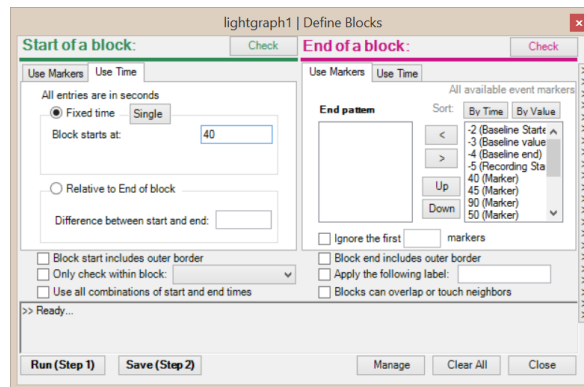 lightgraph1 | Define Blocks
x
Start of a block:
Check
Use Markers
Use Time
All entries are in seconds
Fixed time
Single
Block starts at:
40
Relative to End of block
Difference between start and end:
Block start includes outer border
Only check within block:
Use all combinations of start and end times
End of a block:
Check
Use Markers
Use Time
All available event markers
End pattern
Sort:
By Time
By Value
<
>
Up
Down
-2 (Baseline Starte
-3 (Baseline value
-4 (Baseline end)
-5 (Recording Sta
40 (Marker)
45 (Marker)
90 (Marker)
50 (Marker)
Ignore the first
markers
Block end includes outer border
Apply the following label:
Blocks can overlap or touch neighbors
>> Ready...
Run (Step 1)
Save (Step 2)
Manage
Clear All
Close